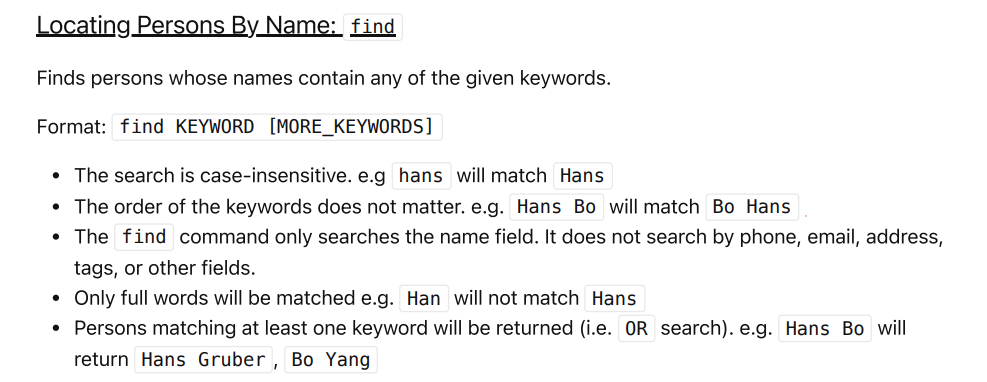 Locating Persons By Name: find
Finds persons whose names contain any of the given keywords.
Format: find KEYWORD [MORE_KEYWORDS]
• The search is case-insensitive. e.g hans will match Hans
• The order of the keywords does not matter. e.g. Hans Bo will match Bo Hans
• The find command only searches the name field. It does not search by phone, email, address,
tags, or other fields.
• Only full words will be matched e.g. Han will not match Hans
• Persons matching at least one keyword will be returned (i.e. OR search). e.g. Hans Bo will
return Hans Gruber, Bo Yang